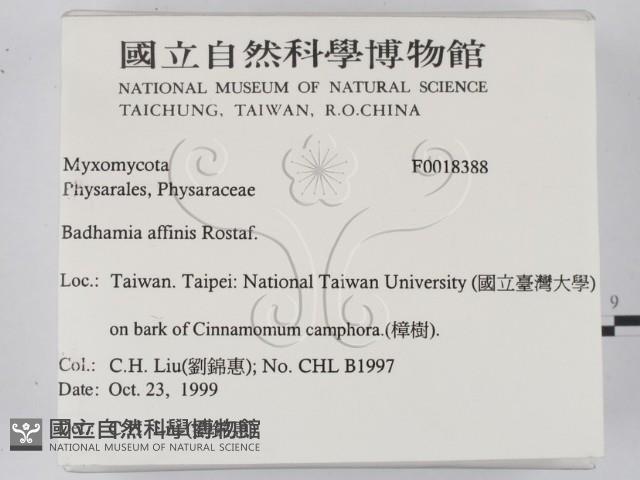 國立自然科學博物館
NATIONAL MUSEUM OF NATURAL SCIENCE
TAICHUNG, TAIWAN, R.O.CHINA
Myxomycota F0018388
Physarales, Physaraceae
Badhamia affinis Rostaf.
Loc.: Taiwan. Taipei: National Taiwan University (國立臺灣大學)
on bark of Cinnamomum camphora.(樟樹).
Col.: C.H. Liu(劉錦惠); No. CHL B1997
Date: Oct. 23, 1999
國立自然科學博物館
NATIONAL MUSEUM OF NATURAL SCIENCE
9